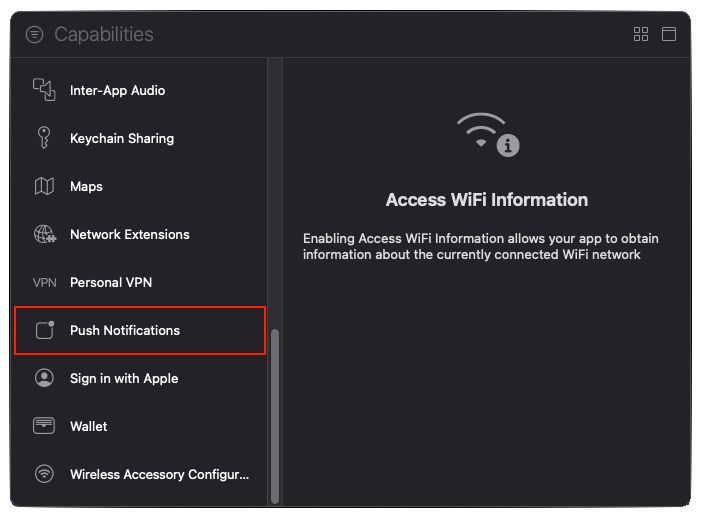 Capabilities
Inter-App Audio
Keychain Sharing
Maps
Network Extensions
VPN Personal VPN
Push Notifications
Sign in with Apple
Wallet
Wireless Accessory Configur...
Access WiFi Information
Enabling Access WiFi Information allows your app to obtain
information about the currently connected WiFi network